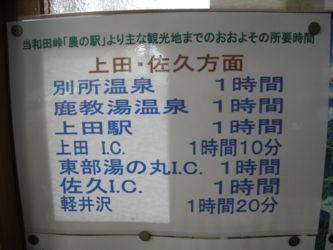 当和田峠「農の駅」より主な観光地までのおおよその所要時間
上田・佐久方面
別所温泉 1時間
鹿教湯温泉 1時間
上田駅 1時間
上田 I.C. 1時間10分
東部湯の丸I.C. 1時間
佐久I.C. 1時間
軽井沢 1時間20分